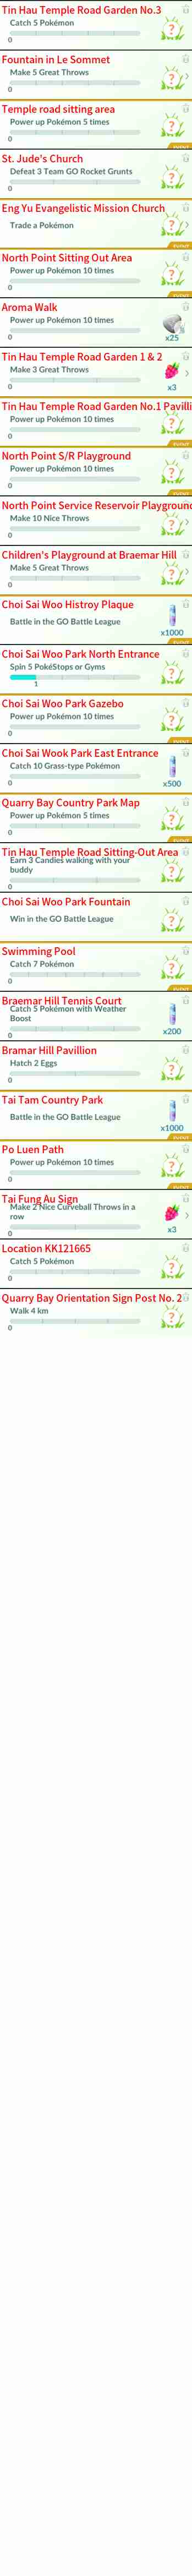 Tin Hau Temple Road Garden No.3
Catch 5 Pokémon
0
Fountain in Le Sommet
Make 5 Great Throws
?
0
Temple road sitting area
Power up Pokémon 5 times
?
0
EVENT
St. Jude's Church
Defeat 3 Team GO Rocket Grunts
?
0
Eng Yu Evangelistic Mission Church
Trade a Pokémon
?
EVENT
North Point Sitting Out Area
Power up Pokémon 10 times
?
0
EVENT
Aroma Walk
Power up Pokémon 10 times
0
x25
Tin Hau Temple Road Garden 1 & 2
Make 3 Great Throws
0
x3
Tin Hau Temple Road Garden No.1 Pavilli
Power up Pokémon 10 times
?
0
EVENT
North Point S/R Playground
Power up Pokémon 10 times
?
0
EVENT
North Point Service Reservoir Playground
Make 10 Nice Throws
?
0
Children's Playground at Braemar Hill
Make 5 Great Throws
?
0
Choi Sai Woo Histroy Plaque
Battle in the GO Battle League
x1000
Choi Sai Woo Park North Entrance
Spin 5 PokéStops or Gyms
?
1
Choi Sai Woo Park Gazebo
Power up Pokémon 10 times
?
0
EVENT
Choi Sai Wook Park East Entrance
Catch 10 Grass-type Pokémon
0
x500
Quarry Bay Country Park Map
Power up Pokémon 5 times
?
0
EVENT
Tin Hau Temple Road Sitting-Out Area
Earn 3 Candies walking with your
buddy
?
0
Choi Sai Woo Park Fountain
Win in the GO Battle League
?
Swimming Pool
Catch 7 Pokémon
?
0
EVENT
Braemar Hill Tennis Court
Catch 5 Pokémon with Weather
Boost
0
x200
Bramar Hill Pavillion
Hatch 2 Eggs
?
0
Tai Tam Country Park
Battle in the GO Battle League
x1000
EVENT
Po Luen Path
Power up Pokémon 10 times
?
0
EVENT
Tai Fung Au Sign
Make 2 Nice Curveball Throws in a
row
0
x3
Location KK121665
Catch 5 Pokémon
?
0
Quarry Bay Orientation Sign Post No. 2
Walk 4 km
?
0